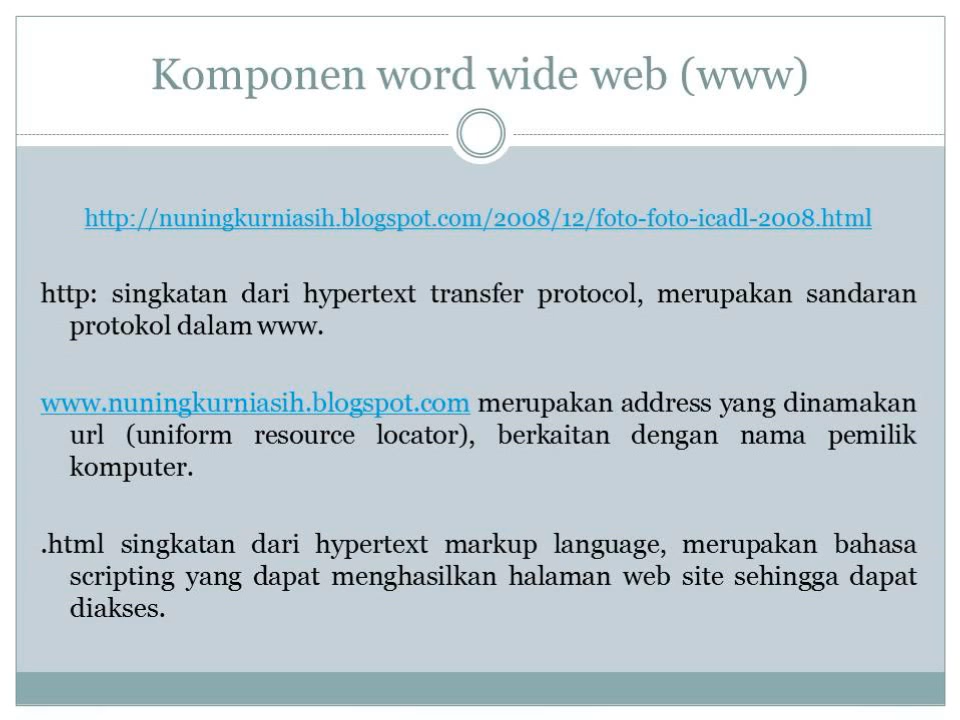 Komponen word wide web (www)
http://nuningkurniasih.blogspot.com/2008/12/foto-foto-icadl-2008.html
http: singkatan dari hypertext transfer protocol, merupakan sandaran
protokol dalam www.
www.nuningkurniasih.blogspot.com merupakan address yang dinamakan
url (uniform resource locator), berkaitan dengan nama pemilik
komputer.
.html singkatan dari hypertext markup language, merupakan bahasa
scripting yang dapat menghasilkan halaman web site sehingga dapat
diakses.